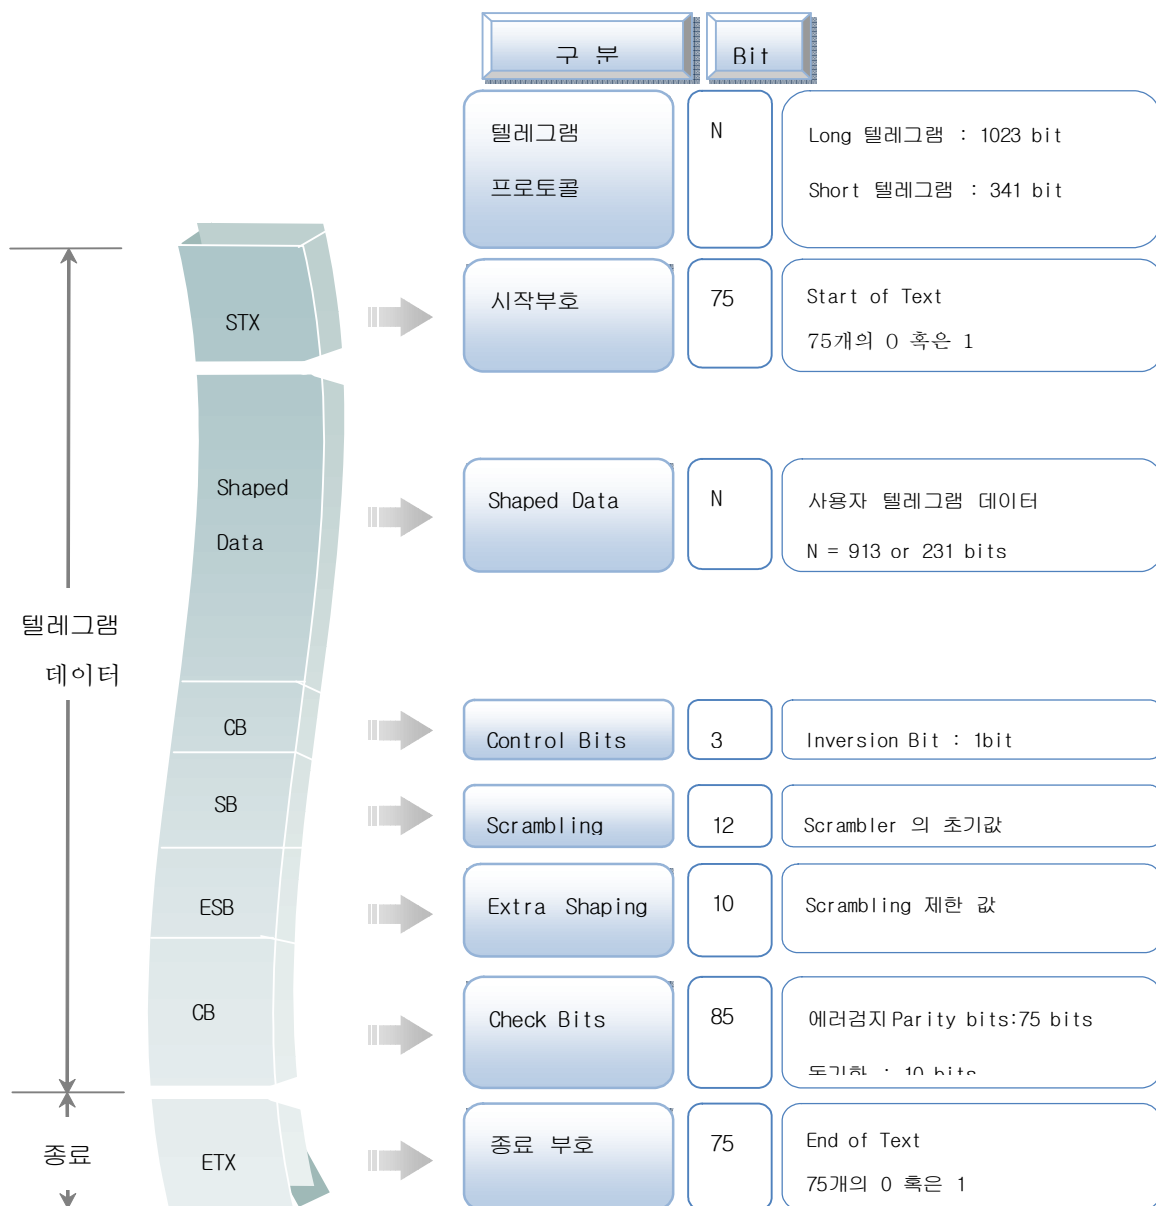 구 분
Bit
텔레그램
프로토콜
N
Long 텔레그램 : 1023 bit
Short 텔레그램 : 341 bit
STX
시작부호
75
Start of Text
75개의 0 혹은 1
Shaped
Data
Shaped Data
N
사용자 텔레그램 데이터
N = 913 or 231 bits
텔레그램
데이터
CB
Control Bits
3
Inversion Bit : 1bit
SB
Scrambling
12
Scrambler 의 초기값
ESB
Extra Shaping
10
Scrambling 제한 값
CB
Check Bits
85
에러검지 Parity bits:75 bits
동기화 : 10 bits
종료
ETX
종료 부호
75
End of Text
75개의 0 혹은 1